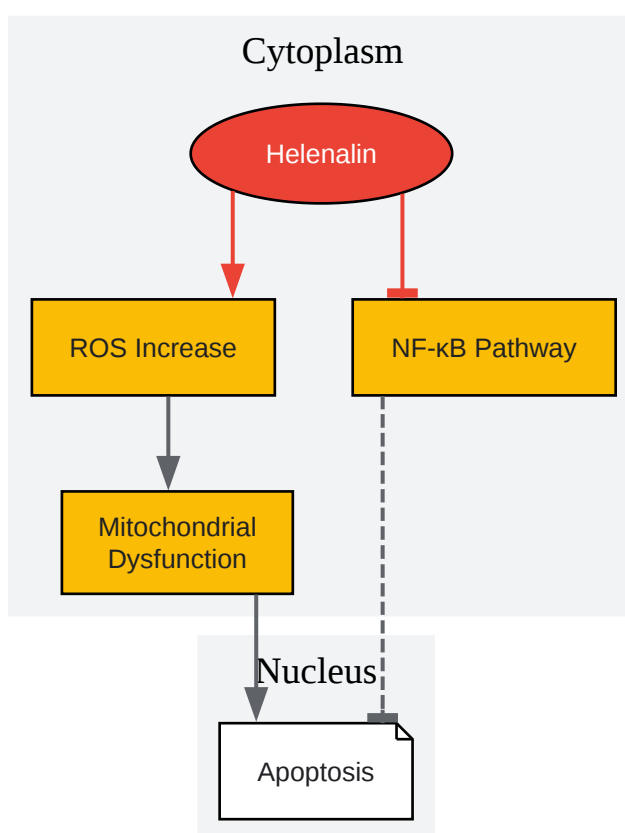 Cytoplasm
Helenalin
ROS Increase
NF-κB Pathway
Mitochondrial
Dysfunction
Nucleus
Apoptosis